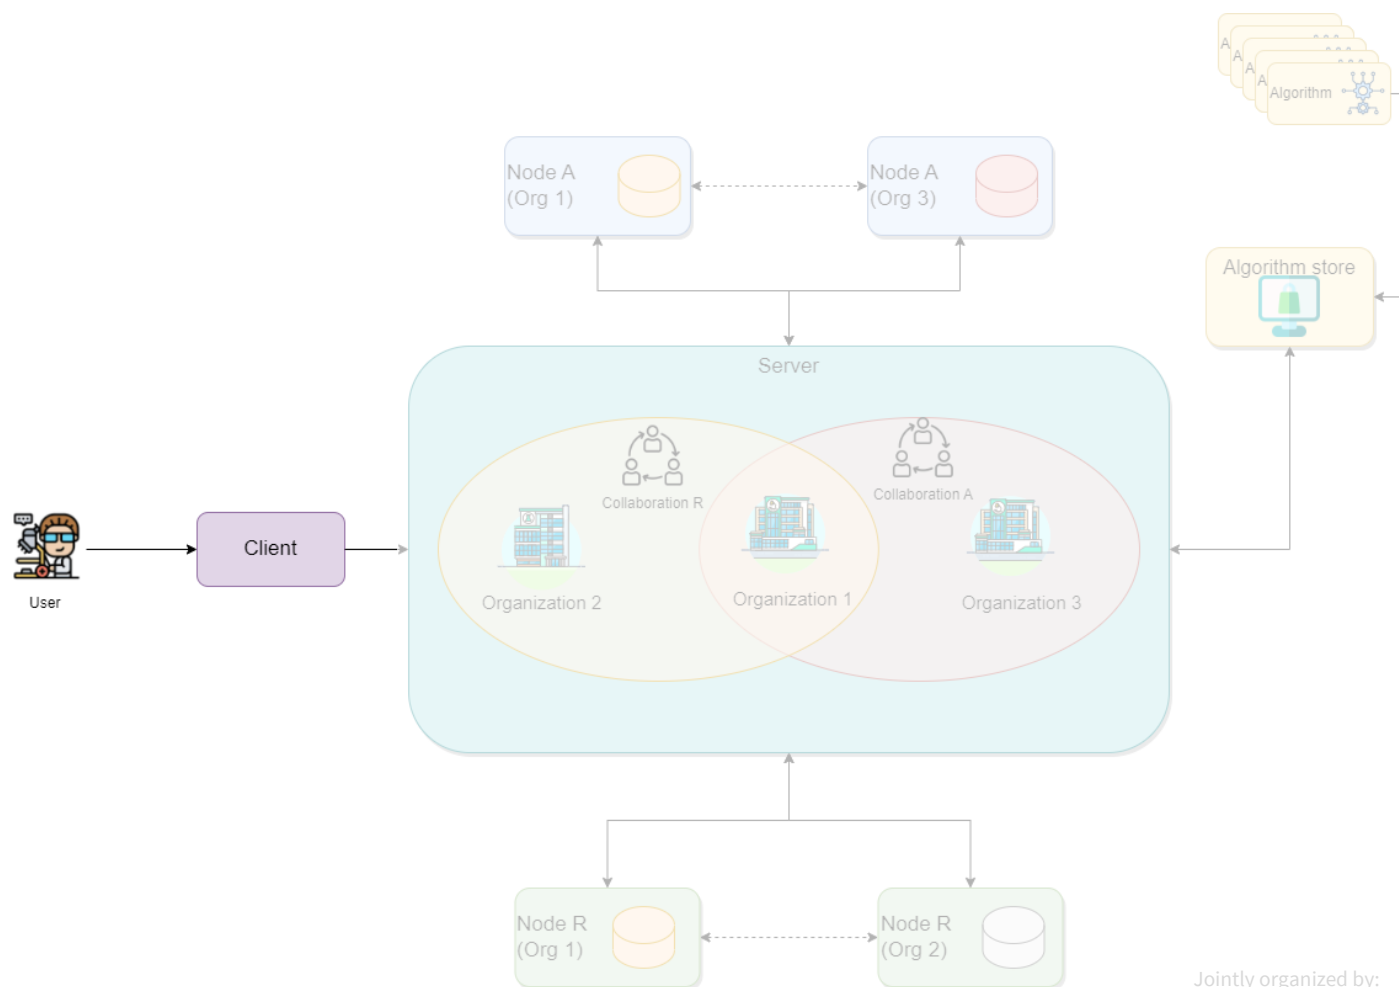 A
A
A
A
Algorithm
Node A
(Org 1)
Node A
(Org 3)
Algorithm store
Server
Collaboration R
Collaboration A
Client
User
Organization 2
Organization 1
Organization 3
Node R
(Org 1)
Node R
(Org 2)
Jointly organized by: